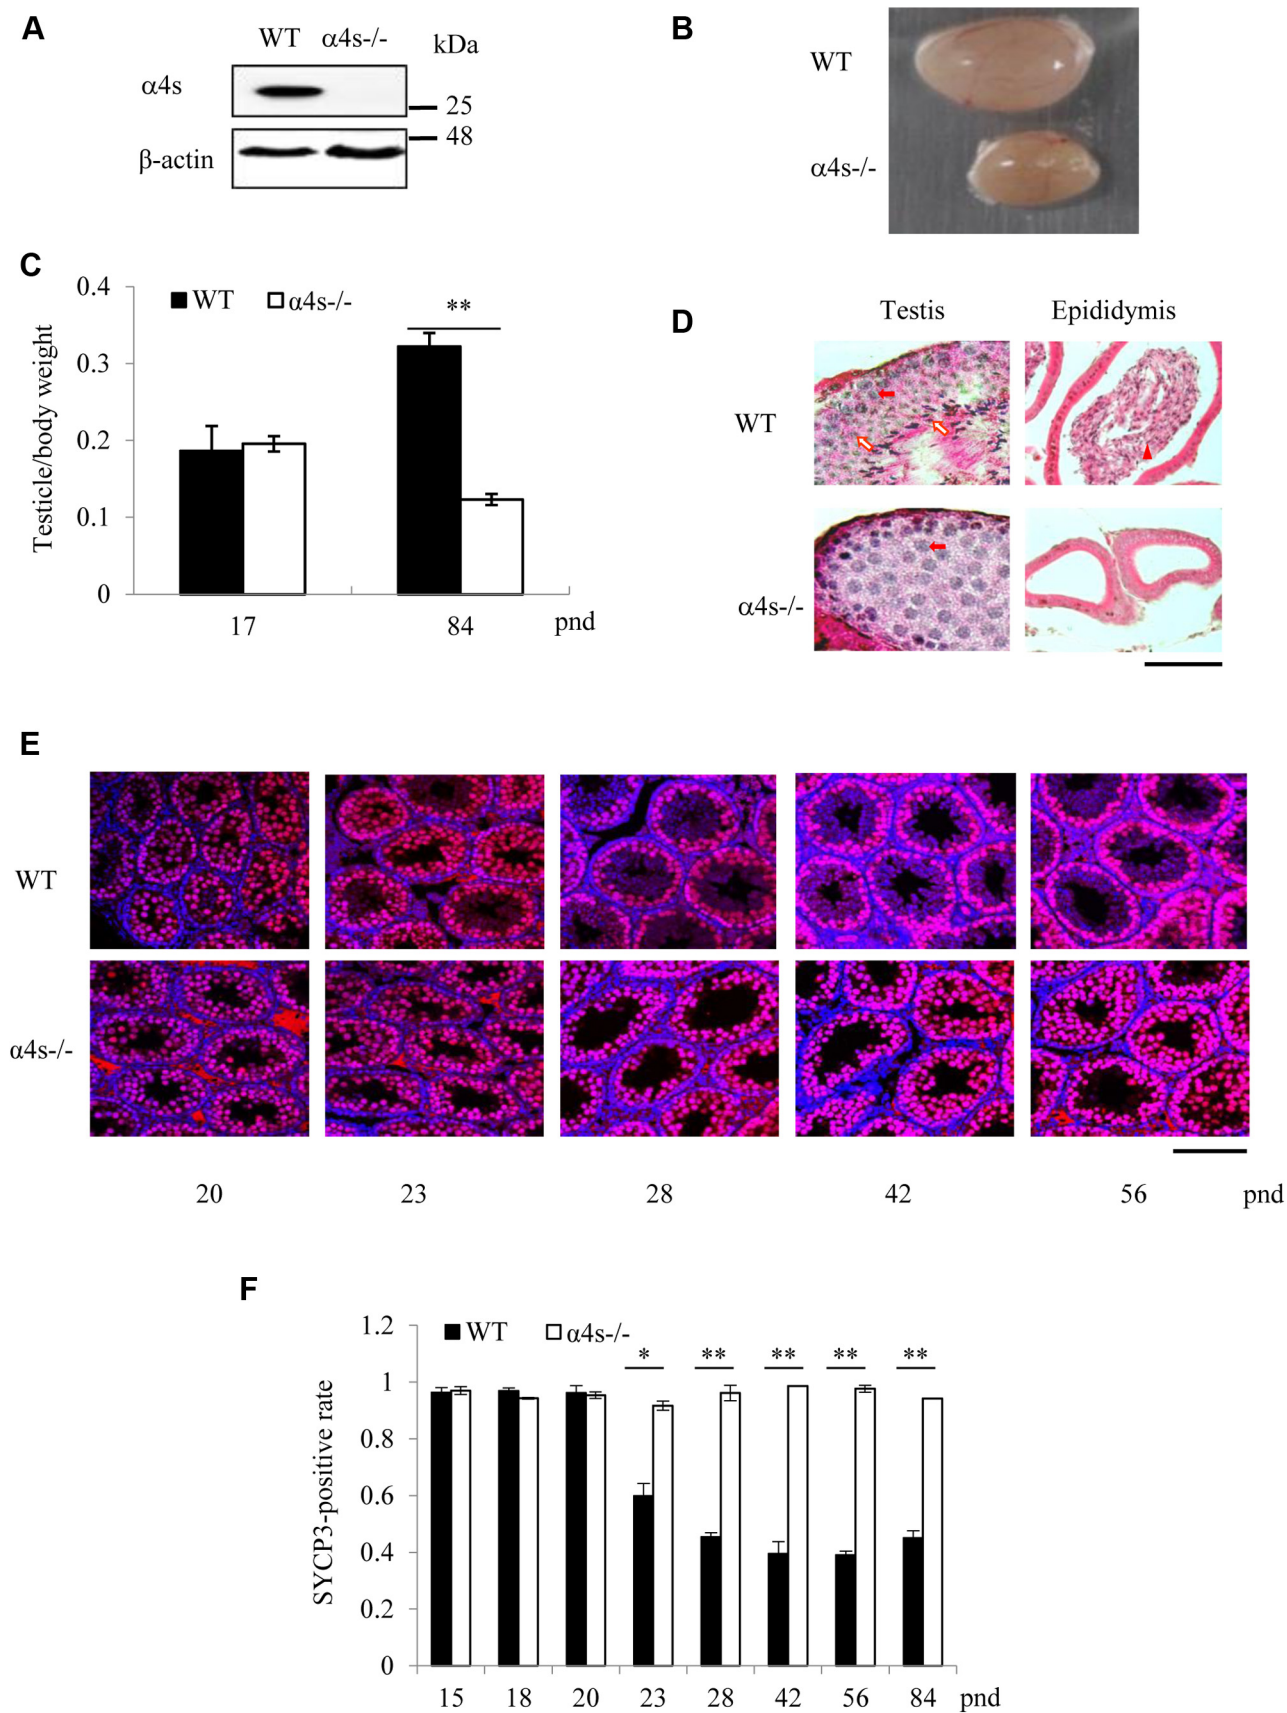 A
WT α4s-/- kDa
α4s
25
48
β-actin
B
WT
α4s-/-
C
Testicle/body weight
0.4
0.3
0.2
0.1
0
WT α4s-/-
**
17 84 pnd
D
Testis Epididymis
WT
α4s-/-
E
WT
α4s-/-
20 23 28 42 56 pnd
F
SYCP3-positive rate
1.2
1
0.8
0.6
0.4
0.2
0
WT α4s-/-
* ** ** ** **
15 18 20 23 28 42 56 84 pnd